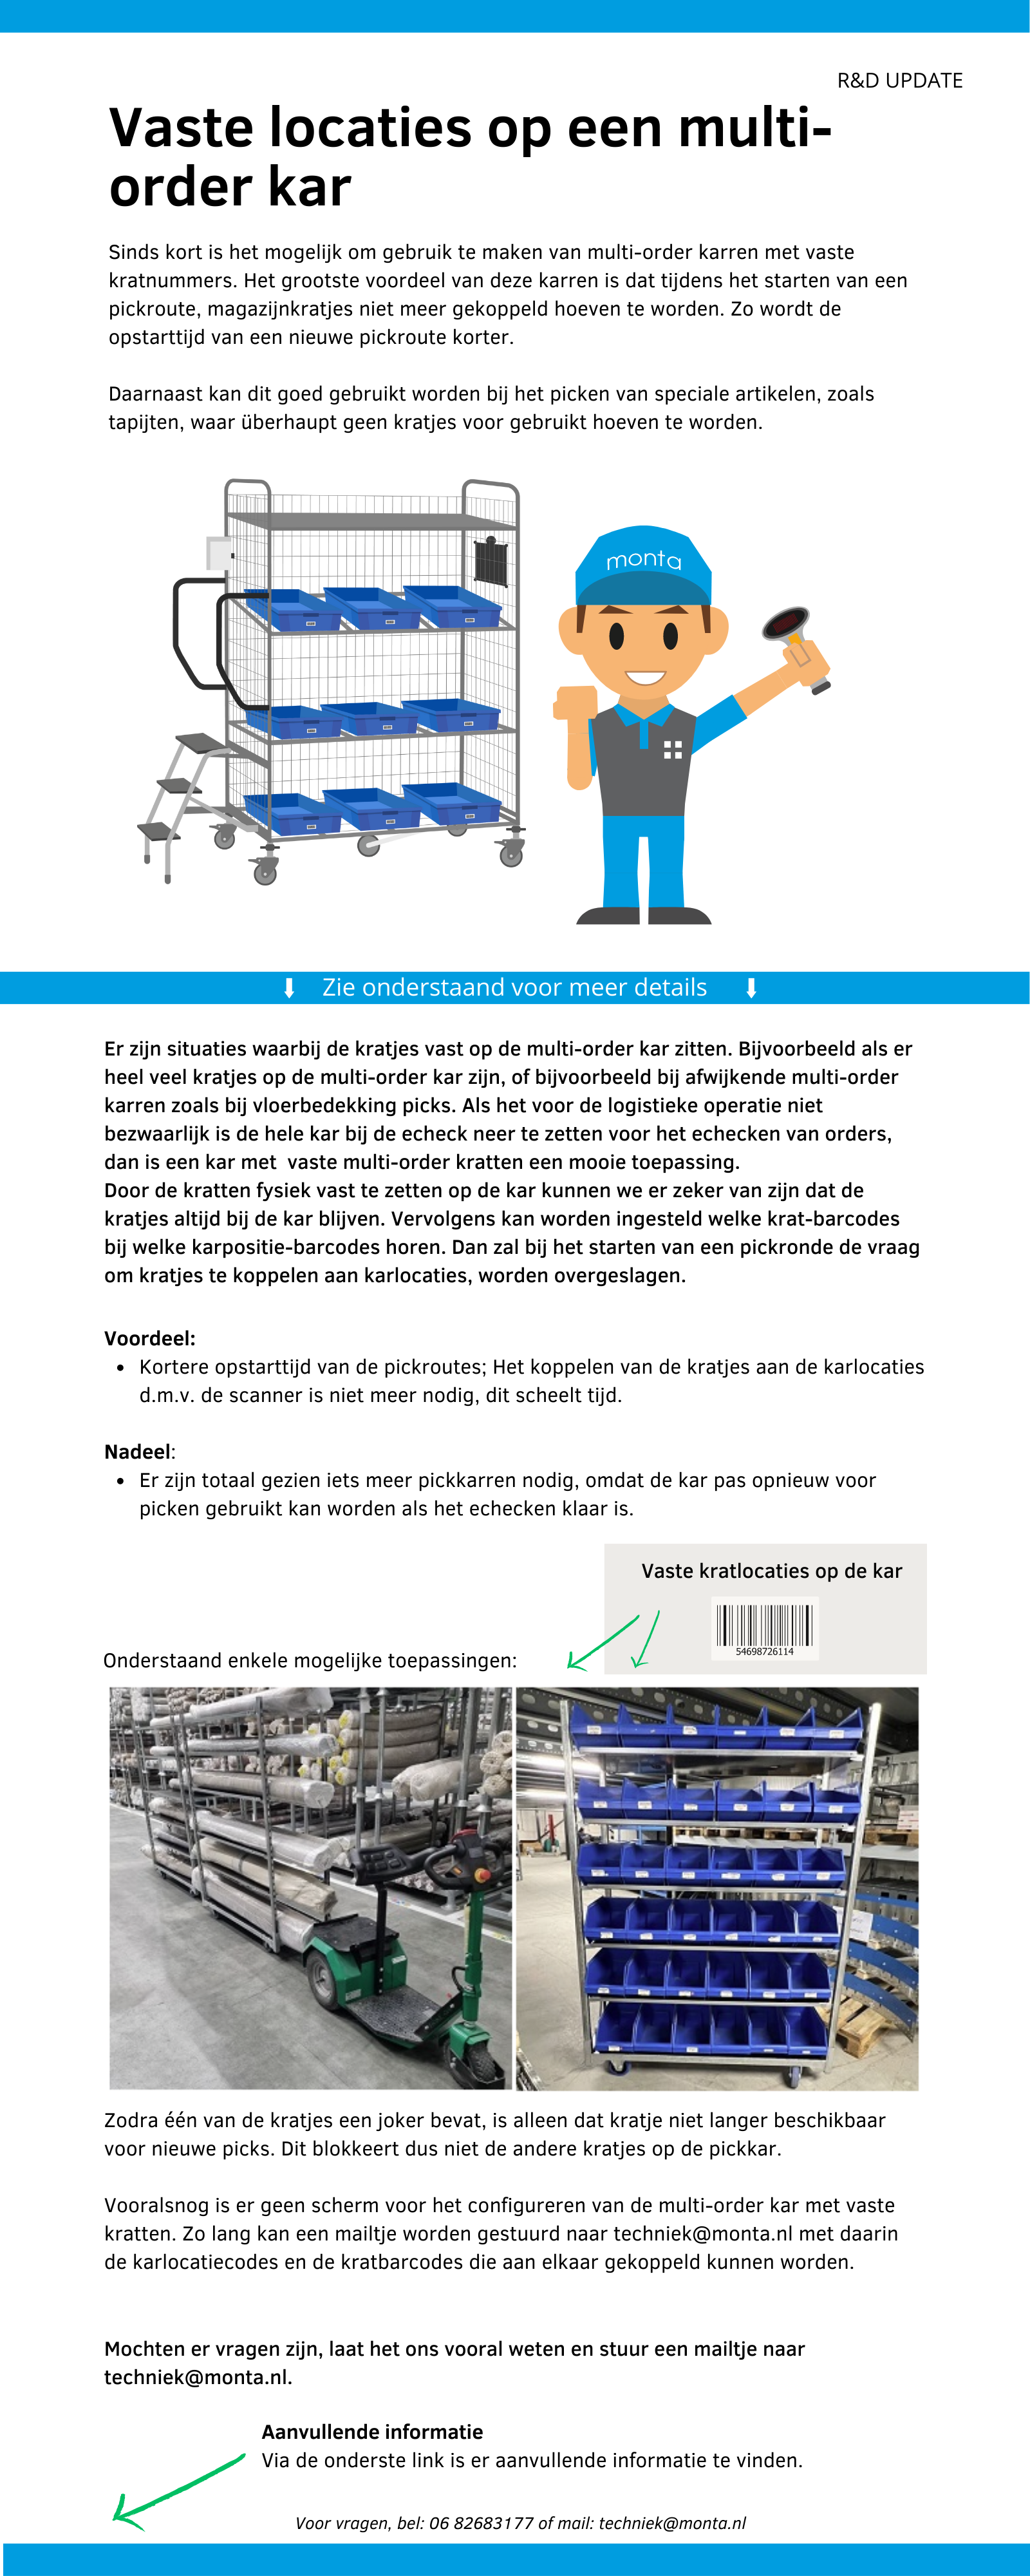 R&D UPDATE
Vaste locaties op een multi-
order kar
Sinds kort is het mogelijk om gebruik te maken van multi-order karren met vaste
kratnummers. Het grootste voordeel van deze karren is dat tijdens het starten van een
pickroute, magazijnkratjes niet meer gekoppeld hoeven te worden. Zo wordt de
opstarttijd van een nieuwe pickroute korter.
Daarnaast kan dit goed gebruikt worden bij het picken van speciale artikelen, zoals
tapijten, waar überhaupt geen kratjes voor gebruikt hoeven te worden.
monta
Zie onderstaand voor meer details
Er zijn situaties waarbij de kratjes vast op de multi-order kar zitten. Bijvoorbeeld als er
heel veel kratjes op de multi-order kar zijn, of bijvoorbeeld bij afwijkende multi-order
karren zoals bij vloerbedekking picks. Als het voor de logistieke operatie niet
bezwaarlijk is de hele kar bij de echeck neer te zetten voor het echecken van orders,
dan is een kar met  vaste multi-order kratten een mooie toepassing.
Door de kratten fysiek vast te zetten op de kar kunnen we er zeker van zijn dat de
kratjes altijd bij de kar blijven. Vervolgens kan worden ingesteld welke krat-barcodes
bij welke karpositie-barcodes horen. Dan zal bij het starten van een pickronde de vraag
om kratjes te koppelen aan karlocaties, worden overgeslagen.
Voordeel:
• Kortere opstarttijd van de pickroutes; Het koppelen van de kratjes aan de karlocaties
d.m.v. de scanner is niet meer nodig, dit scheelt tijd.
Nadeel:
• Er zijn totaal gezien iets meer pickkarren nodig, omdat de kar pas opnieuw voor
picken gebruikt kan worden als het echecken klaar is.
Vaste kratlocaties op de kar
54698726114
Onderstaand enkele mogelijke toepassingen:
Zodra één van de kratjes een joker bevat, is alleen dat kratje niet langer beschikbaar
voor nieuwe picks. Dit blokkeert dus niet de andere kratjes op de pickkar.
Vooralsnog is er geen scherm voor het configureren van de multi-order kar met vaste
kratten. Zo lang kan een mailtje worden gestuurd naar techniek@monta.nl met daarin
de karlocatiecodes en de kratbarcodes die aan elkaar gekoppeld kunnen worden.
Mochten er vragen zijn, laat het ons vooral weten en stuur een mailtje naar
techniek@monta.nl.
Aanvullende informatie
Via de onderste link is er aanvullende informatie te vinden.
Voor vragen, bel: 06 82683177 of mail: techniek@monta.nl